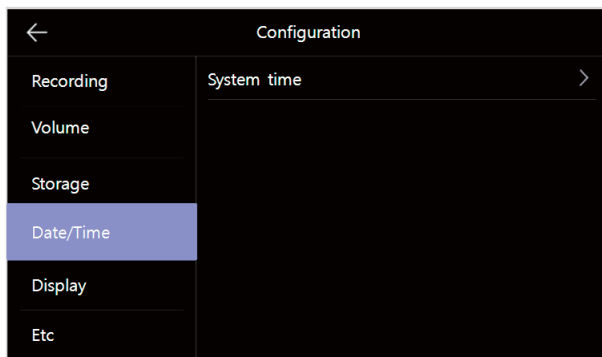 Configuration
Recording
Volume
Storage
Date/Time
Display
Etc
System time